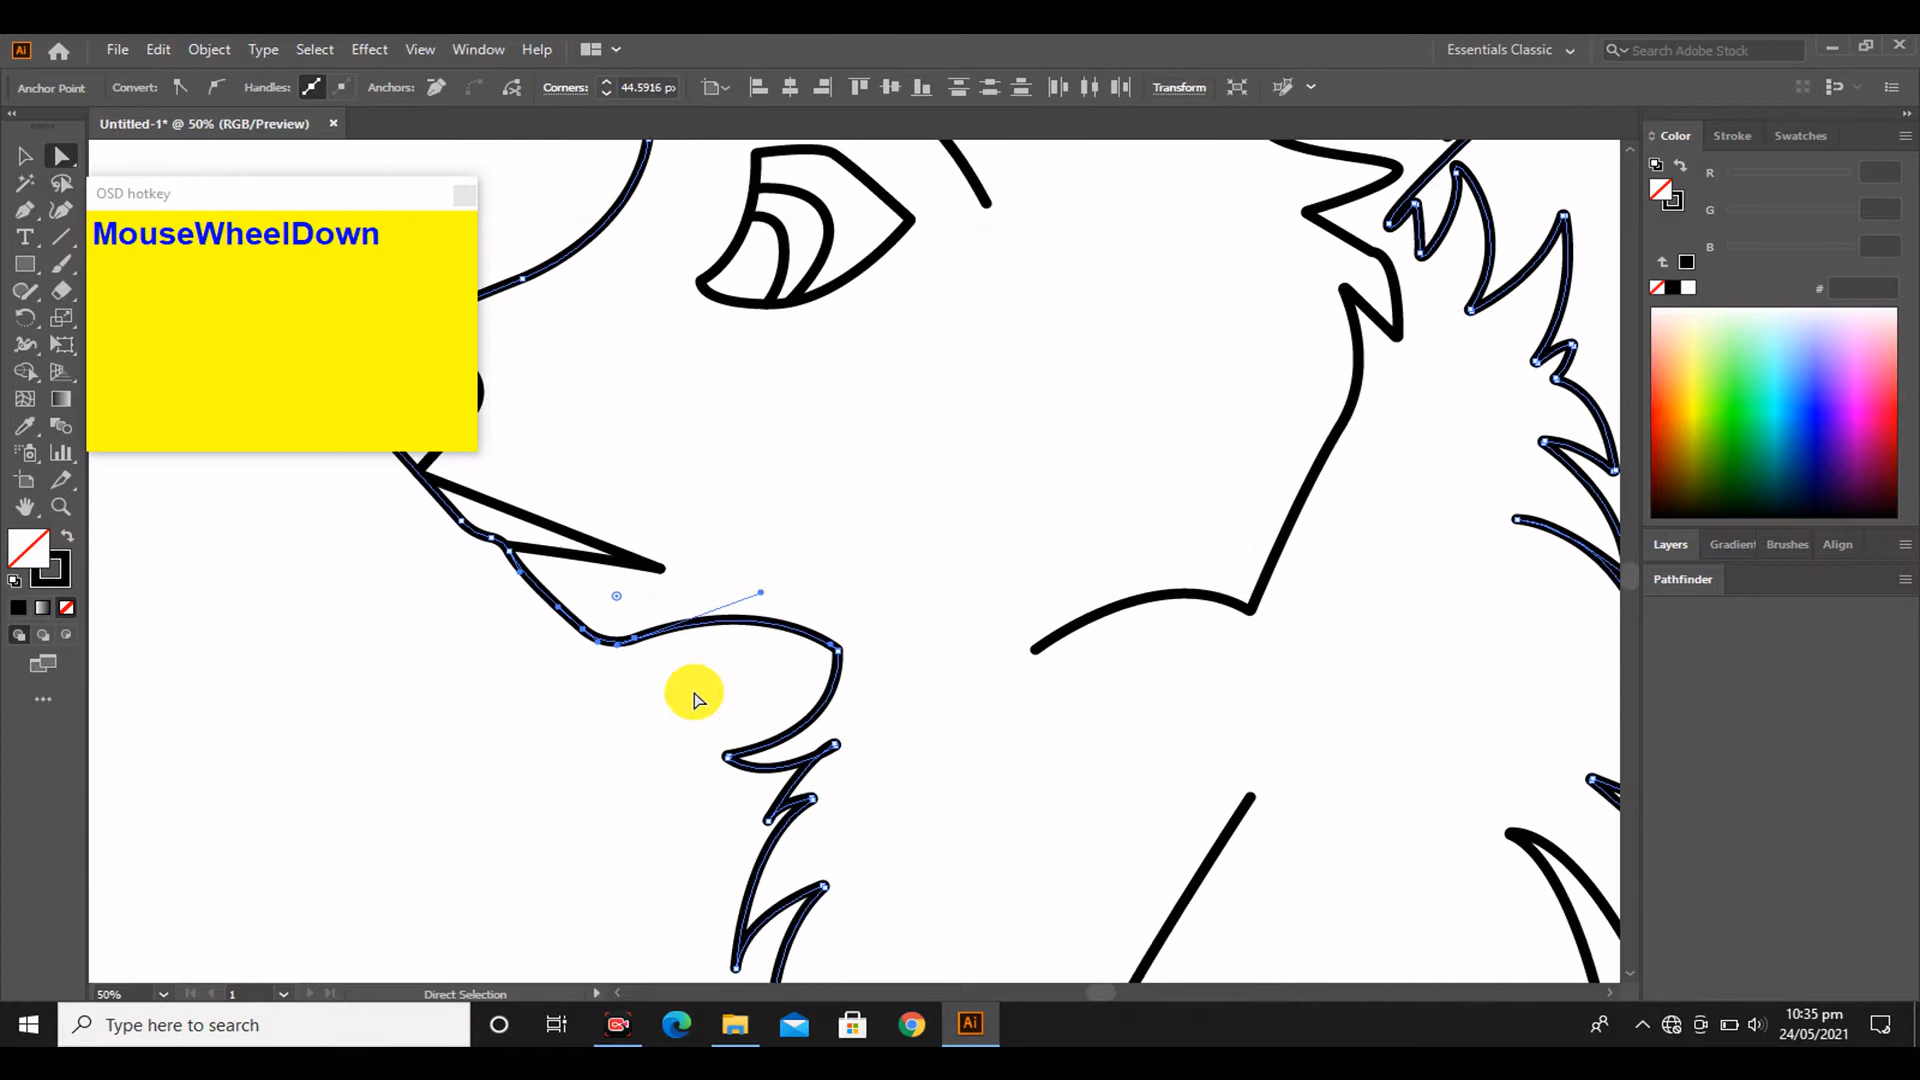 Ai File Edit Object Type Select Effect View Window Help Essentials Classic Search Adobe Stock
Anchor Point Convert: Handles: Anchors: Corners: 44.5916 px Transform
Untitled-1* @ 50% (RGB/Preview)
Color Stroke Swatches
OSD hotkey
MouseWheelDown
R
G
B
#
Layers Gradient Brushes Align
Pathfinder
50% 1 Direct Selection
Type here to search
Ai
10:35 pm
24/05/2021